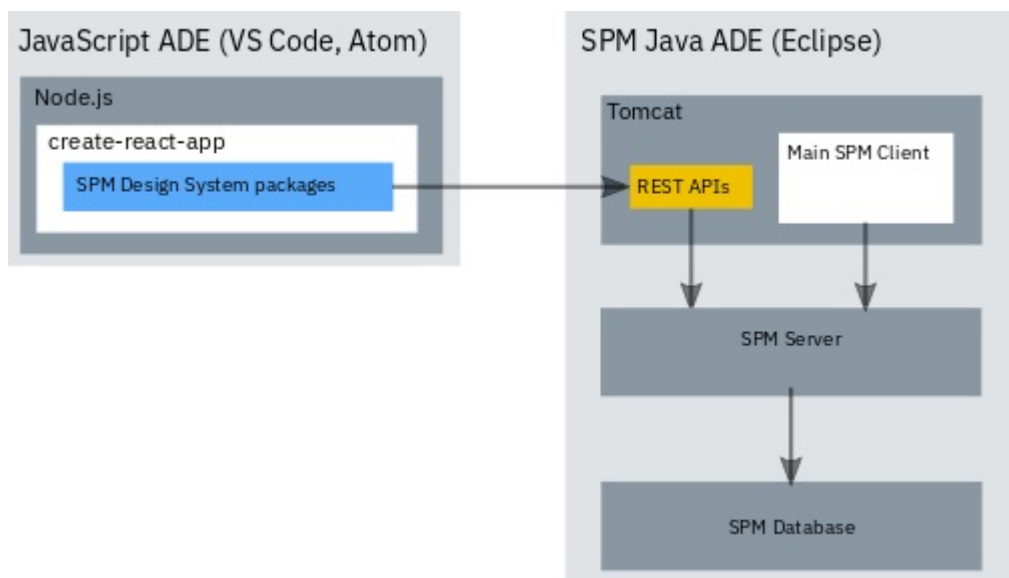 JavaScript ADE (VS Code, Atom)
Node.js
create-react-app
SPM Design System packages
SPM Java ADE (Eclipse)
Tomcat
REST APIs
Main SPM Client
SPM Server
SPM Database